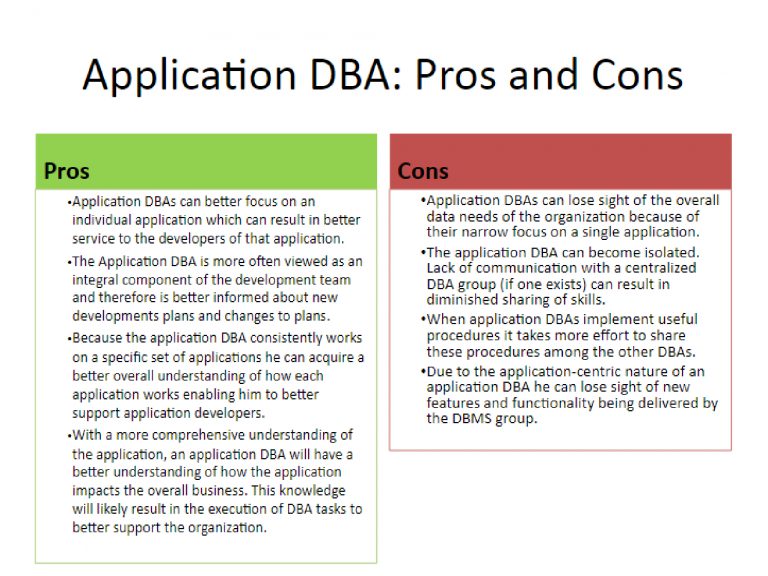 Application DBA: Pros and Cons
Pros
•Application DBAs can better focus on an
individual application which can result in better
service to the developers of that application.
•The Application DBA is more often viewed as an
integral component of the development team
and therefore is better informed about new
developments plans and changes to plans.
•Because the application DBA consistently works
on a specific set of applications he can acquire a
better overall understanding of how each
application works enabling him to better
support application developers.
•With a more comprehensive understanding of
the application, an application DBA will have a
better understanding of how the application
impacts the overall business. This knowledge
will likely result in the execution of DBA tasks to
better support the organization.
Cons
•Application DBAs can lose sight of the overall
data needs of the organization because of
their narrow focus on a single application.
•The application DBA can become isolated.
Lack of communication with a centralized
DBA group (if one exists) can result in
diminished sharing of skills.
•When application DBAs implement useful
procedures it takes more effort to share
these procedures among the other DBAs.
•Due to the application-centric nature of an
application DBA he can lose sight of new
features and functionality being delivered by
the DBMS group.